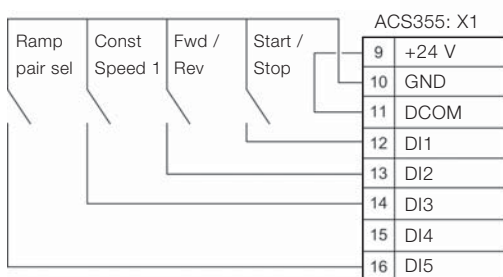 ACS355: X1
Ramp pair sel
Const Speed 1
Fwd / Rev
Start / Stop
9 +24 V
10 GND
11 DCOM
12 DI1
13 DI2
14 DI3
15 DI4
16 DI5